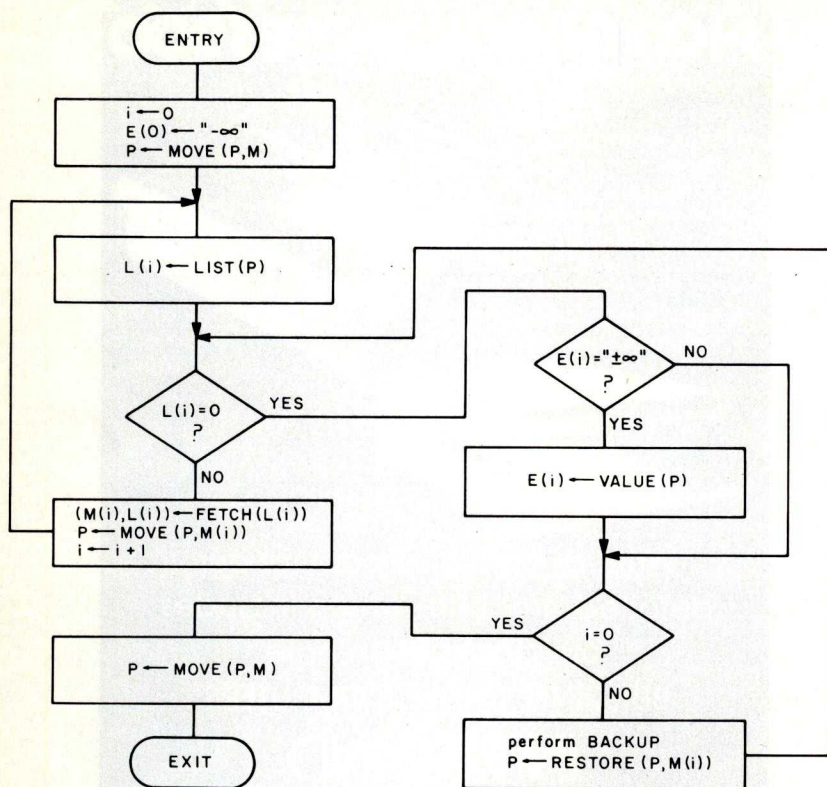 ENTRY
i ← 0
E(0) ← "-∞"
P ← MOVE (P,M)
L(i) ← LIST(P)
L(i)=0
?
YES
NO
(M(i),L(i)) ← FETCH(L(i))
P ← MOVE (P,M(i))
i ← i + 1
E(i)="±∞"
?
NO
YES
E(i) ← VALUE(P)
i=0
?
YES
NO
perform BACKUP
P ← RESTORE (P,M(i))
P ← MOVE (P,M)
EXIT